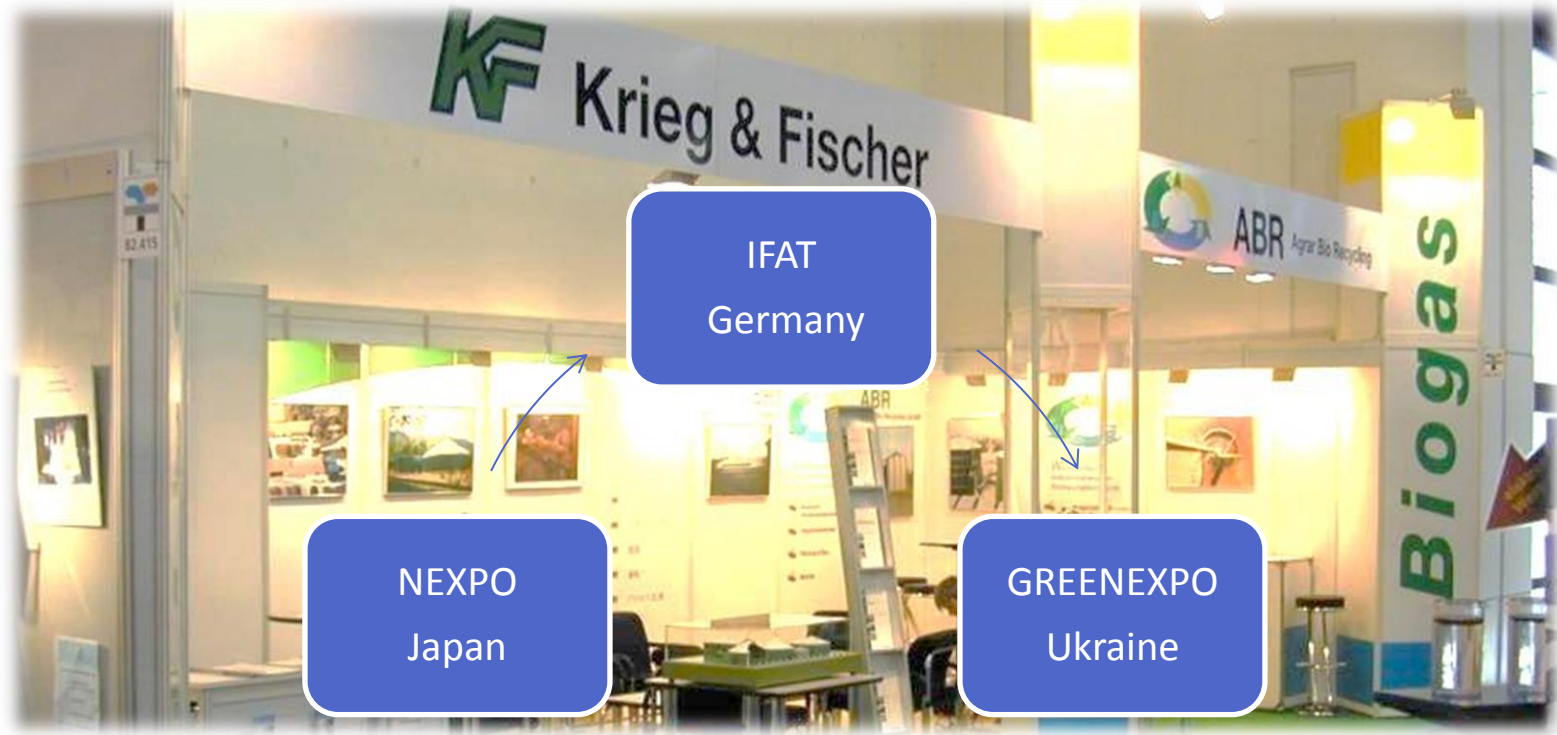 KF Krieg & Fischer
ABR Agrar Bio Recycling
Biogas
B2.415
IFAT
Germany
ABR
NEXPO
Japan
GREENEXPO
Ukraine